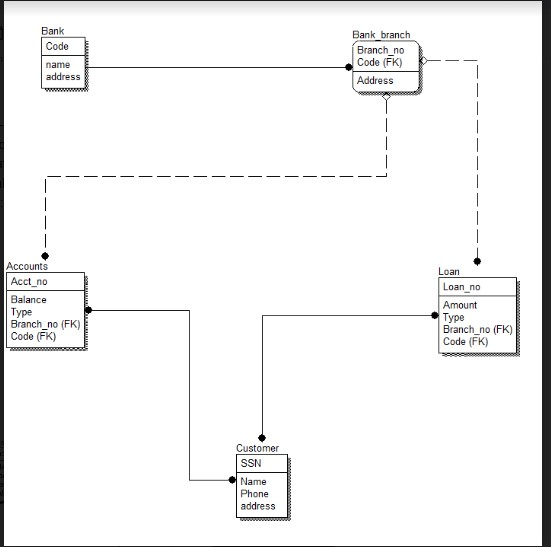 Bank
Code
name
address
Bank_branch
Branch_no
Code (FK)
Address
Accounts
Acct_no
Balance
Type
Branch_no (FK)
Code (FK)
Loan
Loan_no
Amount
Type
Branch_no (FK)
Code (FK)
Customer
SSN
Name
Phone
address